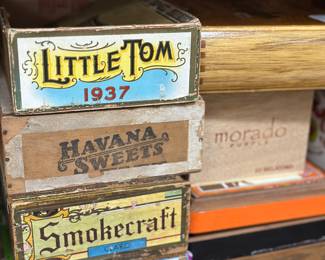 LITTLE TOM
1937
HAVANA
SWEETS
Smokecraft
morado